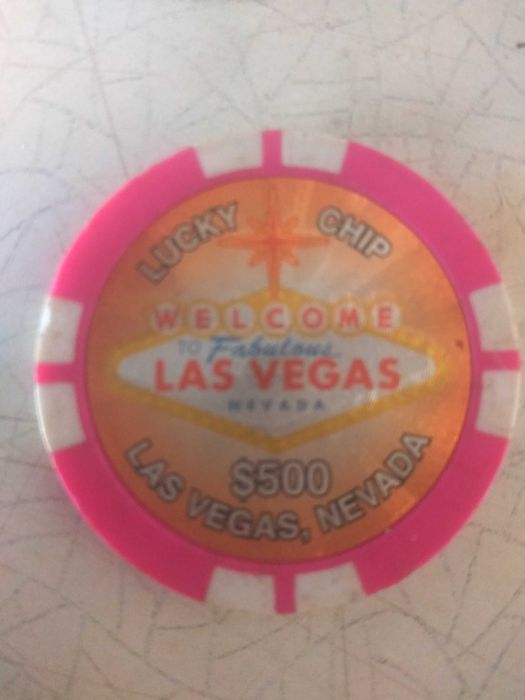 LUCKY CHIP
WELCOME
TO Fabulous
LAS VEGAS
NEVADA
$500
LAS VEGAS, NEVADA